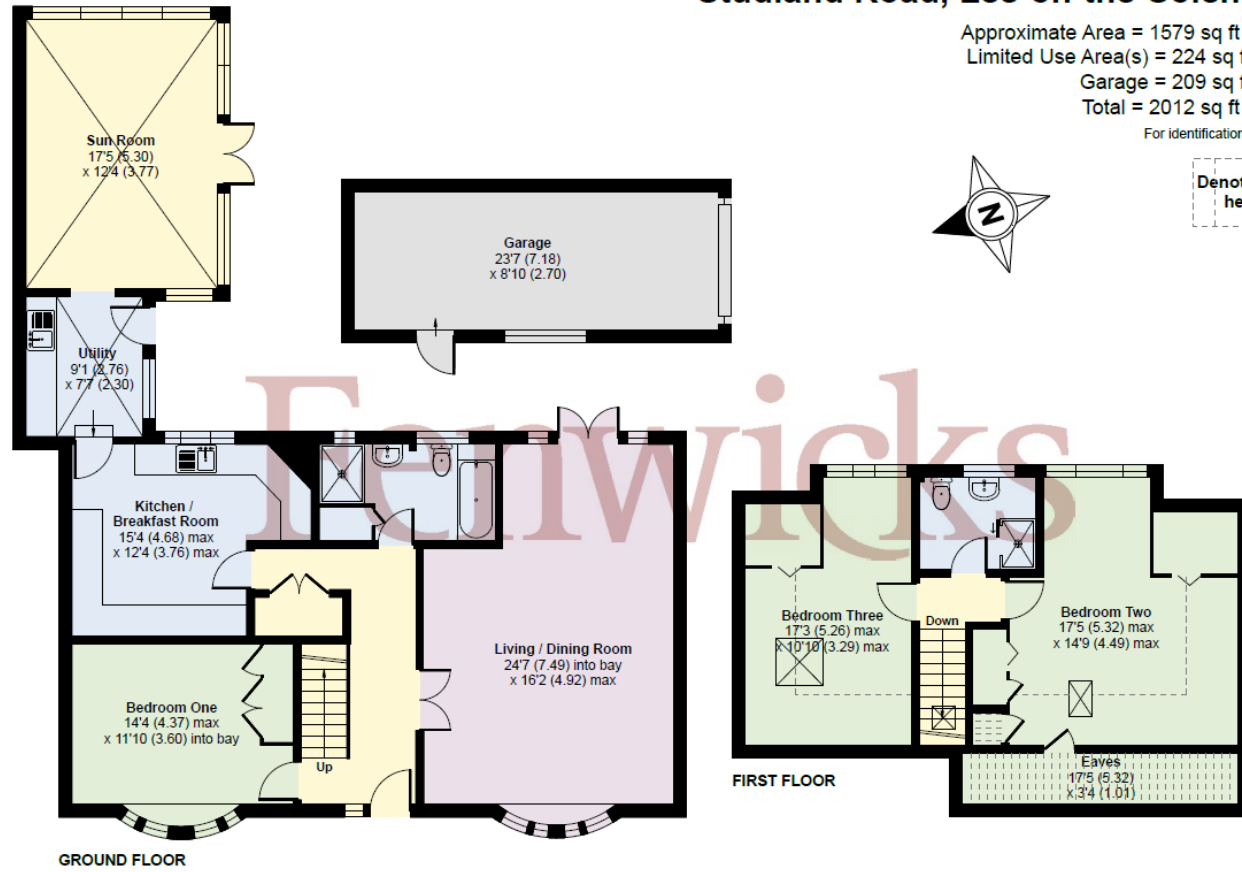 Approximate Area = 1579 sq ft
Limited Use Area(s) = 224 sq
Garage = 209 sq
Total = 2012 sq ft
For identification
Sun Room
17'5 (5.30)
x 12'4 (3.77)
N
Garage
23'7 (7.18)
x 8'10 (2.70)
Utility
9'1 (2.76)
x 7'7 (2.30)
Fenwicks
Kitchen /
Breakfast Room
15'4 (4.68) max
x 12'4 (3.76) max
Living / Dining Room
24'7 (7.49) into bay
x 16'2 (4.92) max
Bedroom One
14'4 (4.37) max
x 11'10 (3.60) into bay
Up
GROUND FLOOR
Bedroom Three
17'3 (5.26) max
x 10'10 (3.29) max
Down
Bedroom Two
17'5 (5.32) max
x 14'9 (4.49) max
Eaves
17'5 (5.32)
x 3'4 (1.01)
FIRST FLOOR